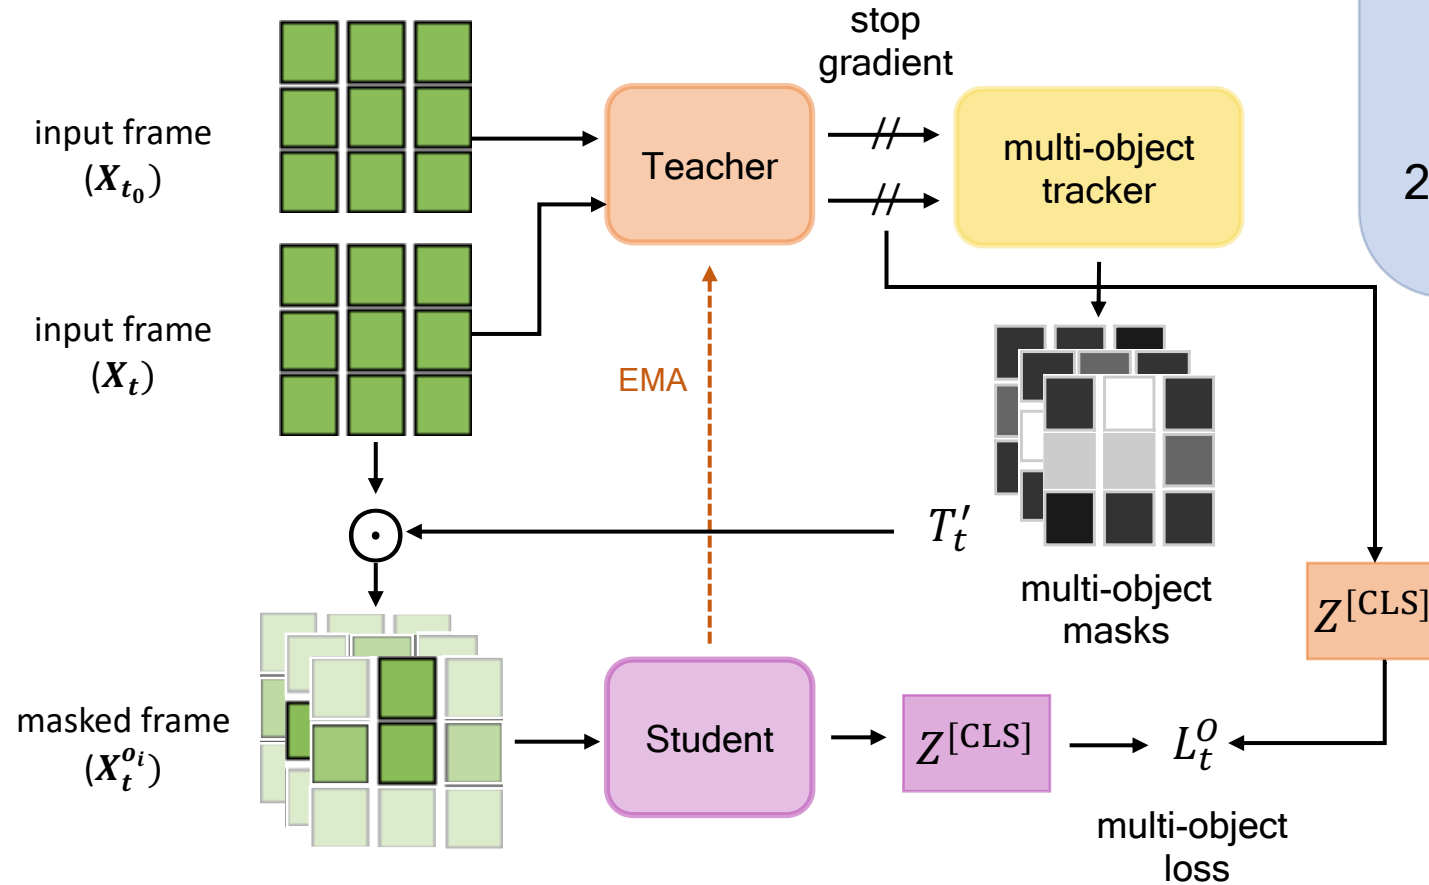 stop
gradient
input frame
(X_{t_0})
Teacher
multi-object
tracker
2
input frame
(X_t)
EMA
T'_t
multi-object
masks
Z^{[CLS]}
masked frame
(X_t^{o_i})
Student
Z^{[CLS]}
L_t^O
multi-object
loss